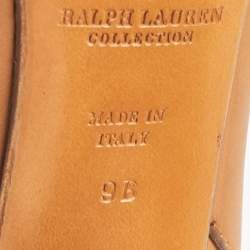 RALPH LAUREN
COLLECTION
MADE IN
ITALY
9B